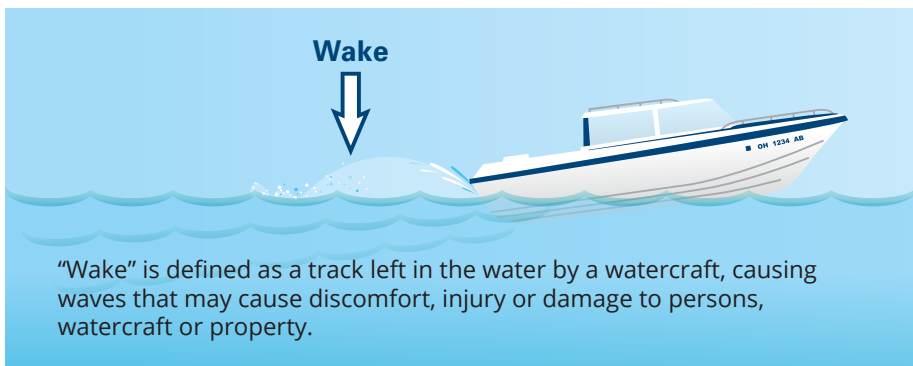 Wake
OH 1234 AB
“Wake” is defined as a track left in the water by a watercraft, causing
waves that may cause discomfort, injury or damage to persons,
watercraft or property.